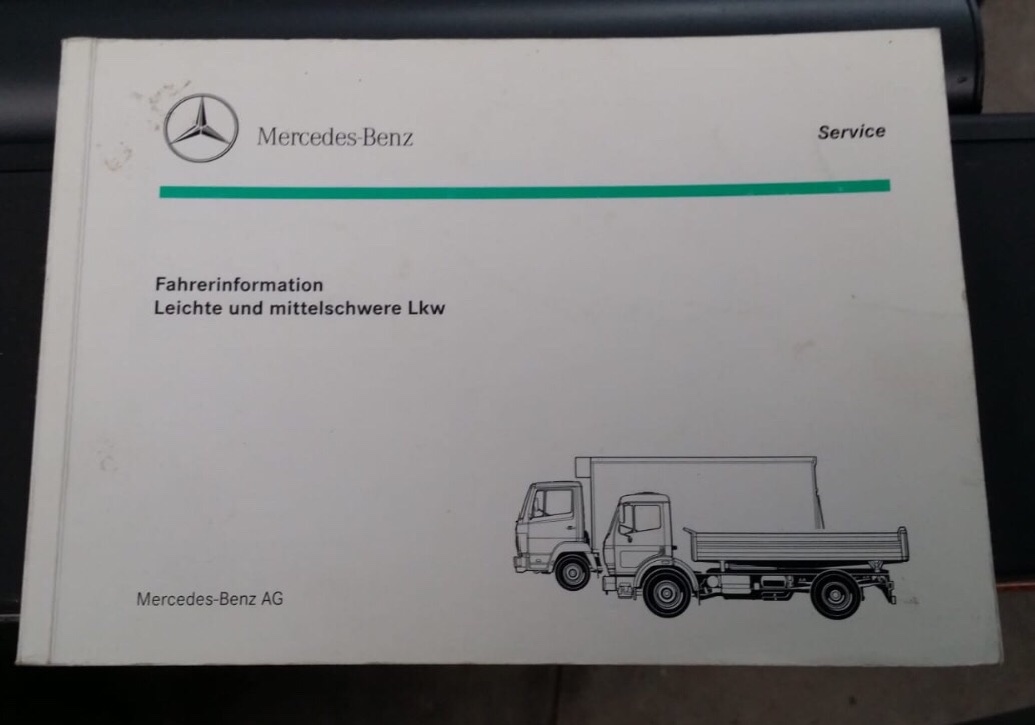 Mercedes-Benz
Service
Fahrerinformation
Leichte und mittelschwere Lkw
Mercedes-Benz AG